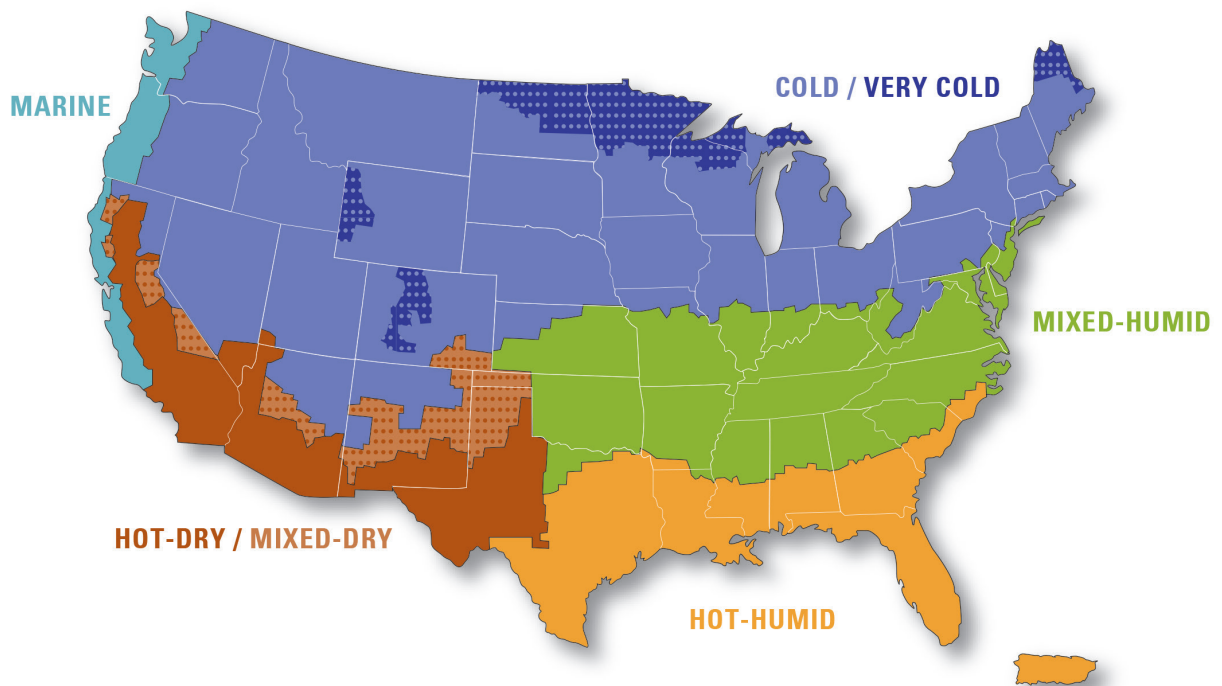 COLD / VERY COLD
MARINE
MIXED-HUMID
HOT-DRY / MIXED-DRY
HOT-HUMID